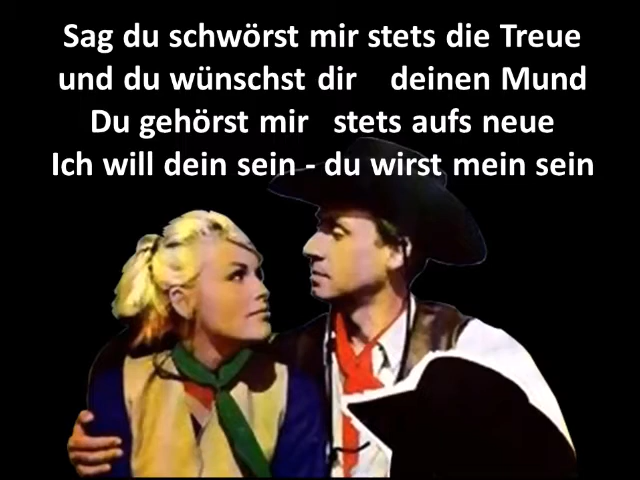 Sag du schwörst mir stets die Treue
und du wünschst dir deinen Mund
Du gehörst mir stets aufs neue
Ich will dein sein - du wirst mein sein